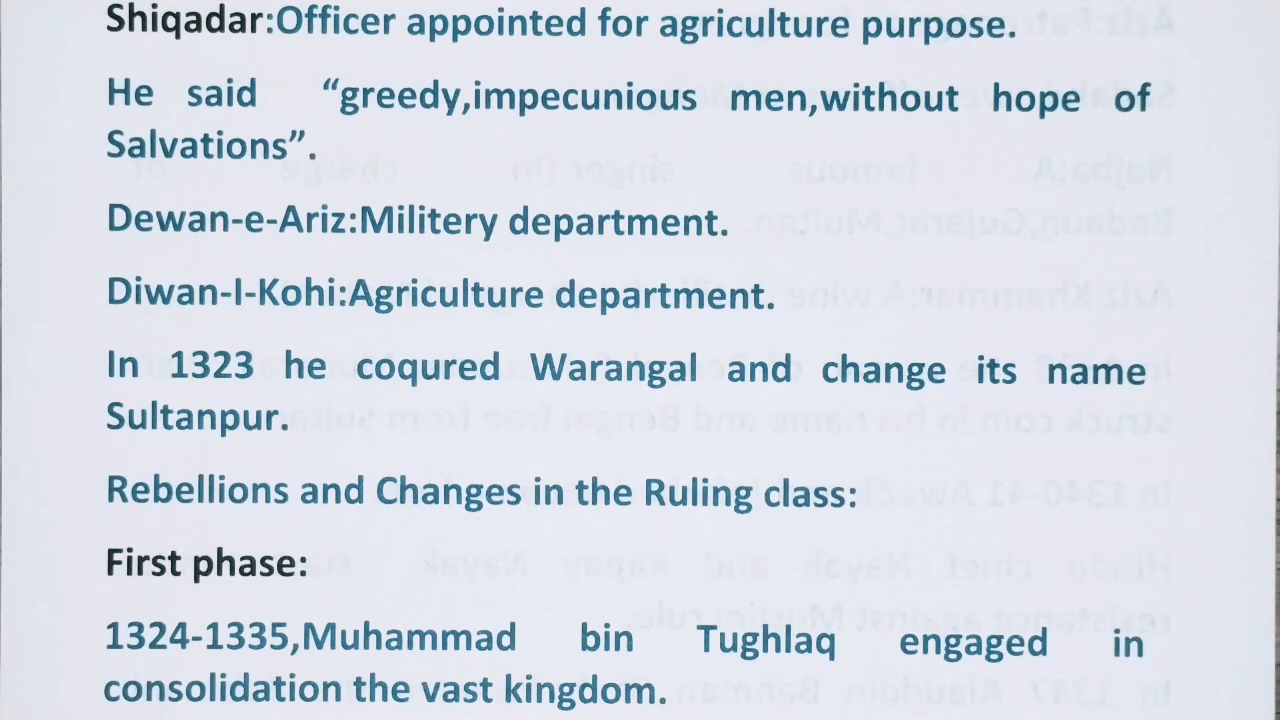 Shiqadar:Officer appointed for agriculture purpose.
He said “greedy,impecunious men,without hope of
Salvations”.
Dewan-e-Ariz:Militery department.
Diwan-I-Kohi:Agriculture department.
In 1323 he coqured Warangal and change its name
Sultanpur.
Rebellions and Changes in the Ruling class:
First phase:
1324-1335,Muhammad bin Tughlaq engaged in
consolidation the vast kingdom.